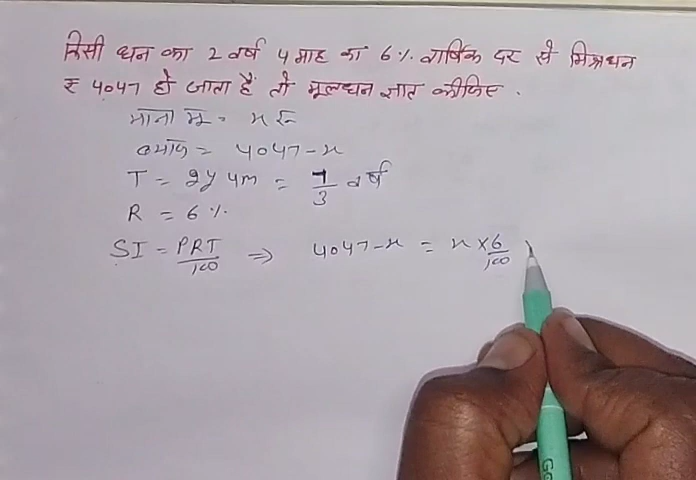 किसी धन का 2 वर्ष 4 माह का 6% वार्षिक दर से मिश्रधन
₹ 4047 हो जाता है तो मूलधन ज्ञात कीजिए .
माना मू = x रु
ब्याज = 4047 - x
T = 2y 4m = 7/3 वर्ष
R = 6 %
SI = PRT/100 ⇒ 4047 - x = x × 6/100